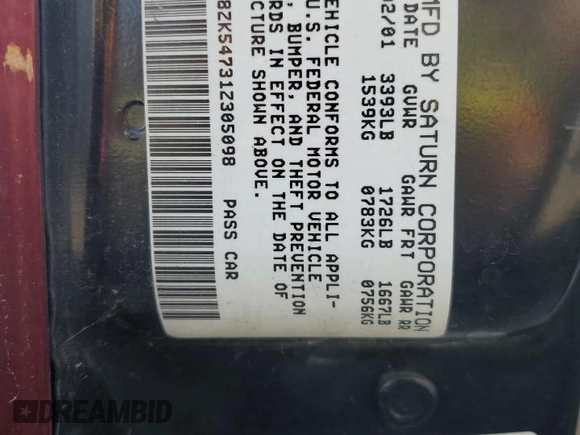 MFD BY SATURN CORPORATION
DATE GVWR GAWR FRT GAWR RR
02/01 3393LB 1726LB 1667LB
1539KG 0783KG 0756KG
VEHICLE CONFORMS TO ALL APPLI-
U.S. FEDERAL MOTOR VEHICLE
, BUMPER, AND THEFT PREVENTION
RDS IN EFFECT ON THE DATE OF
CTURE SHOWN ABOVE.
8ZK54731Z305098 PASS CAR
DREAMBID